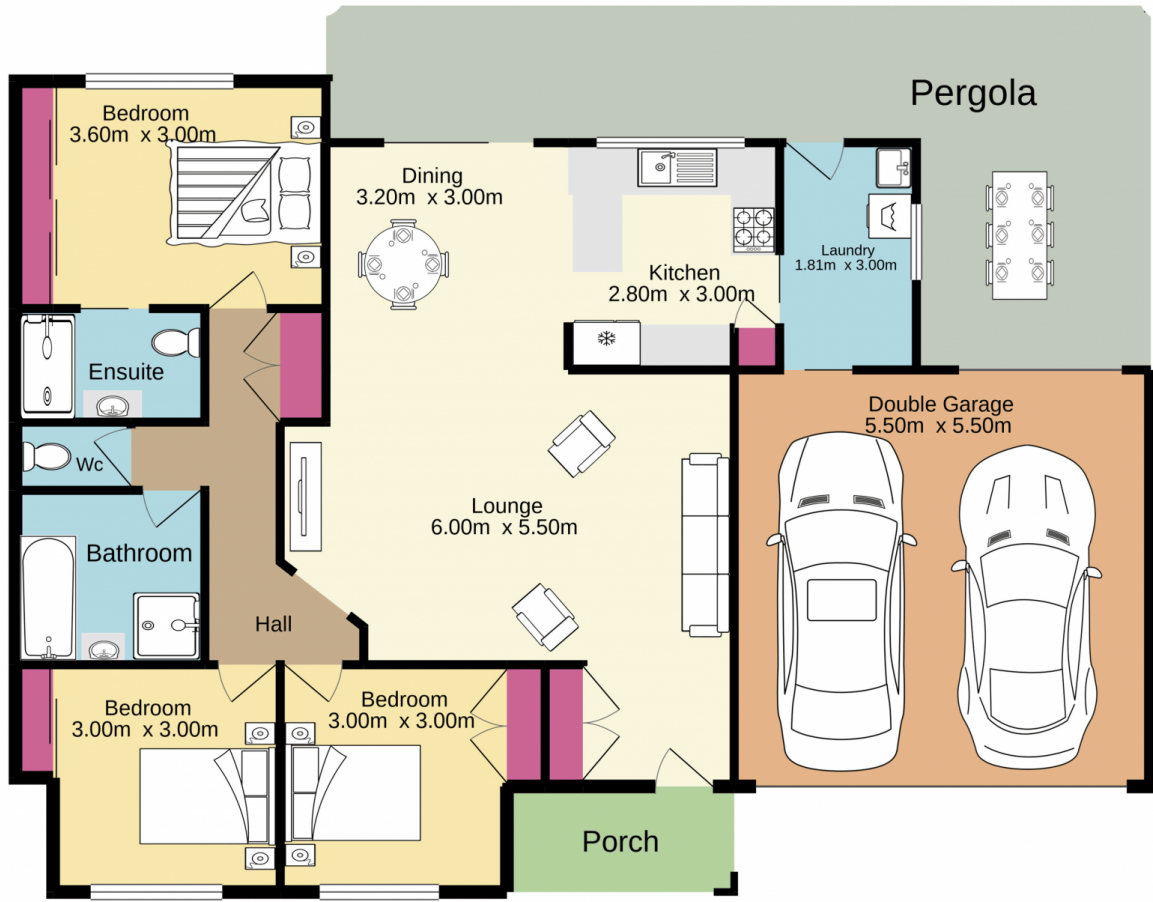 Pergola
Bedroom
3.60m x 3.00m
Dining
3.20m x 3.00m
Kitchen
2.80m x 3.00m
Laundry
1.81m x 3.00m
Ensuite
Double Garage
5.50m x 5.50m
Wc
Lounge
6.00m x 5.50m
Bathroom
Hall
Bedroom
3.00m x 3.00m
Bedroom
3.00m x 3.00m
Porch